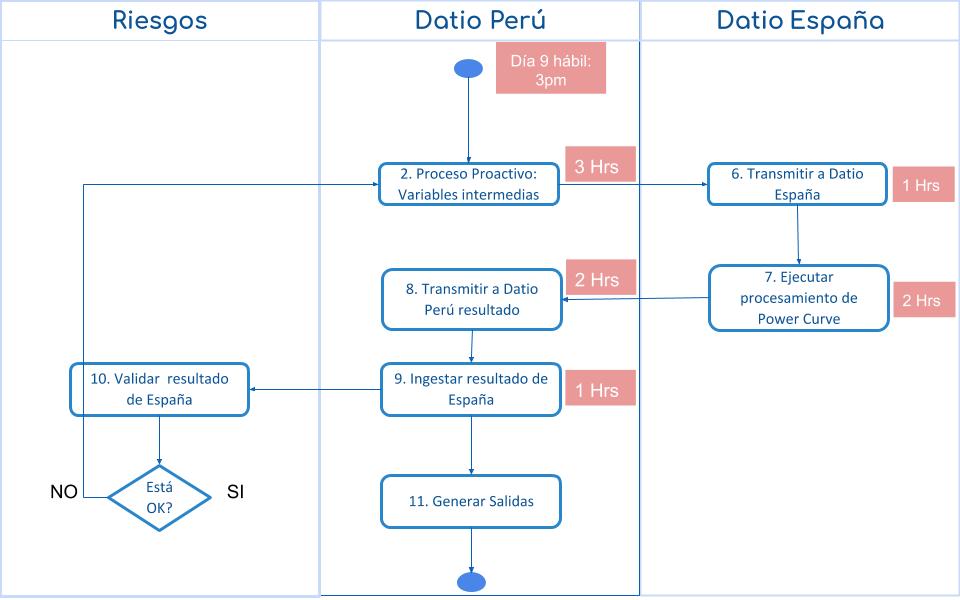 Riesgos
Datio Perú
Datio España
Día 9 hábil:
3pm
2. Proceso Proactivo:
Variables intermedias
3 Hrs
6. Transmitir a Datio
España
1 Hrs
8. Transmitir a Datio
Perú resultado
2 Hrs
7. Ejecutar
procesamiento de
Power Curve
2 Hrs
10. Validar resultado
de España
9. Ingestar resultado de
España
1 Hrs
NO
Está
OK?
SI
11. Generar Salidas